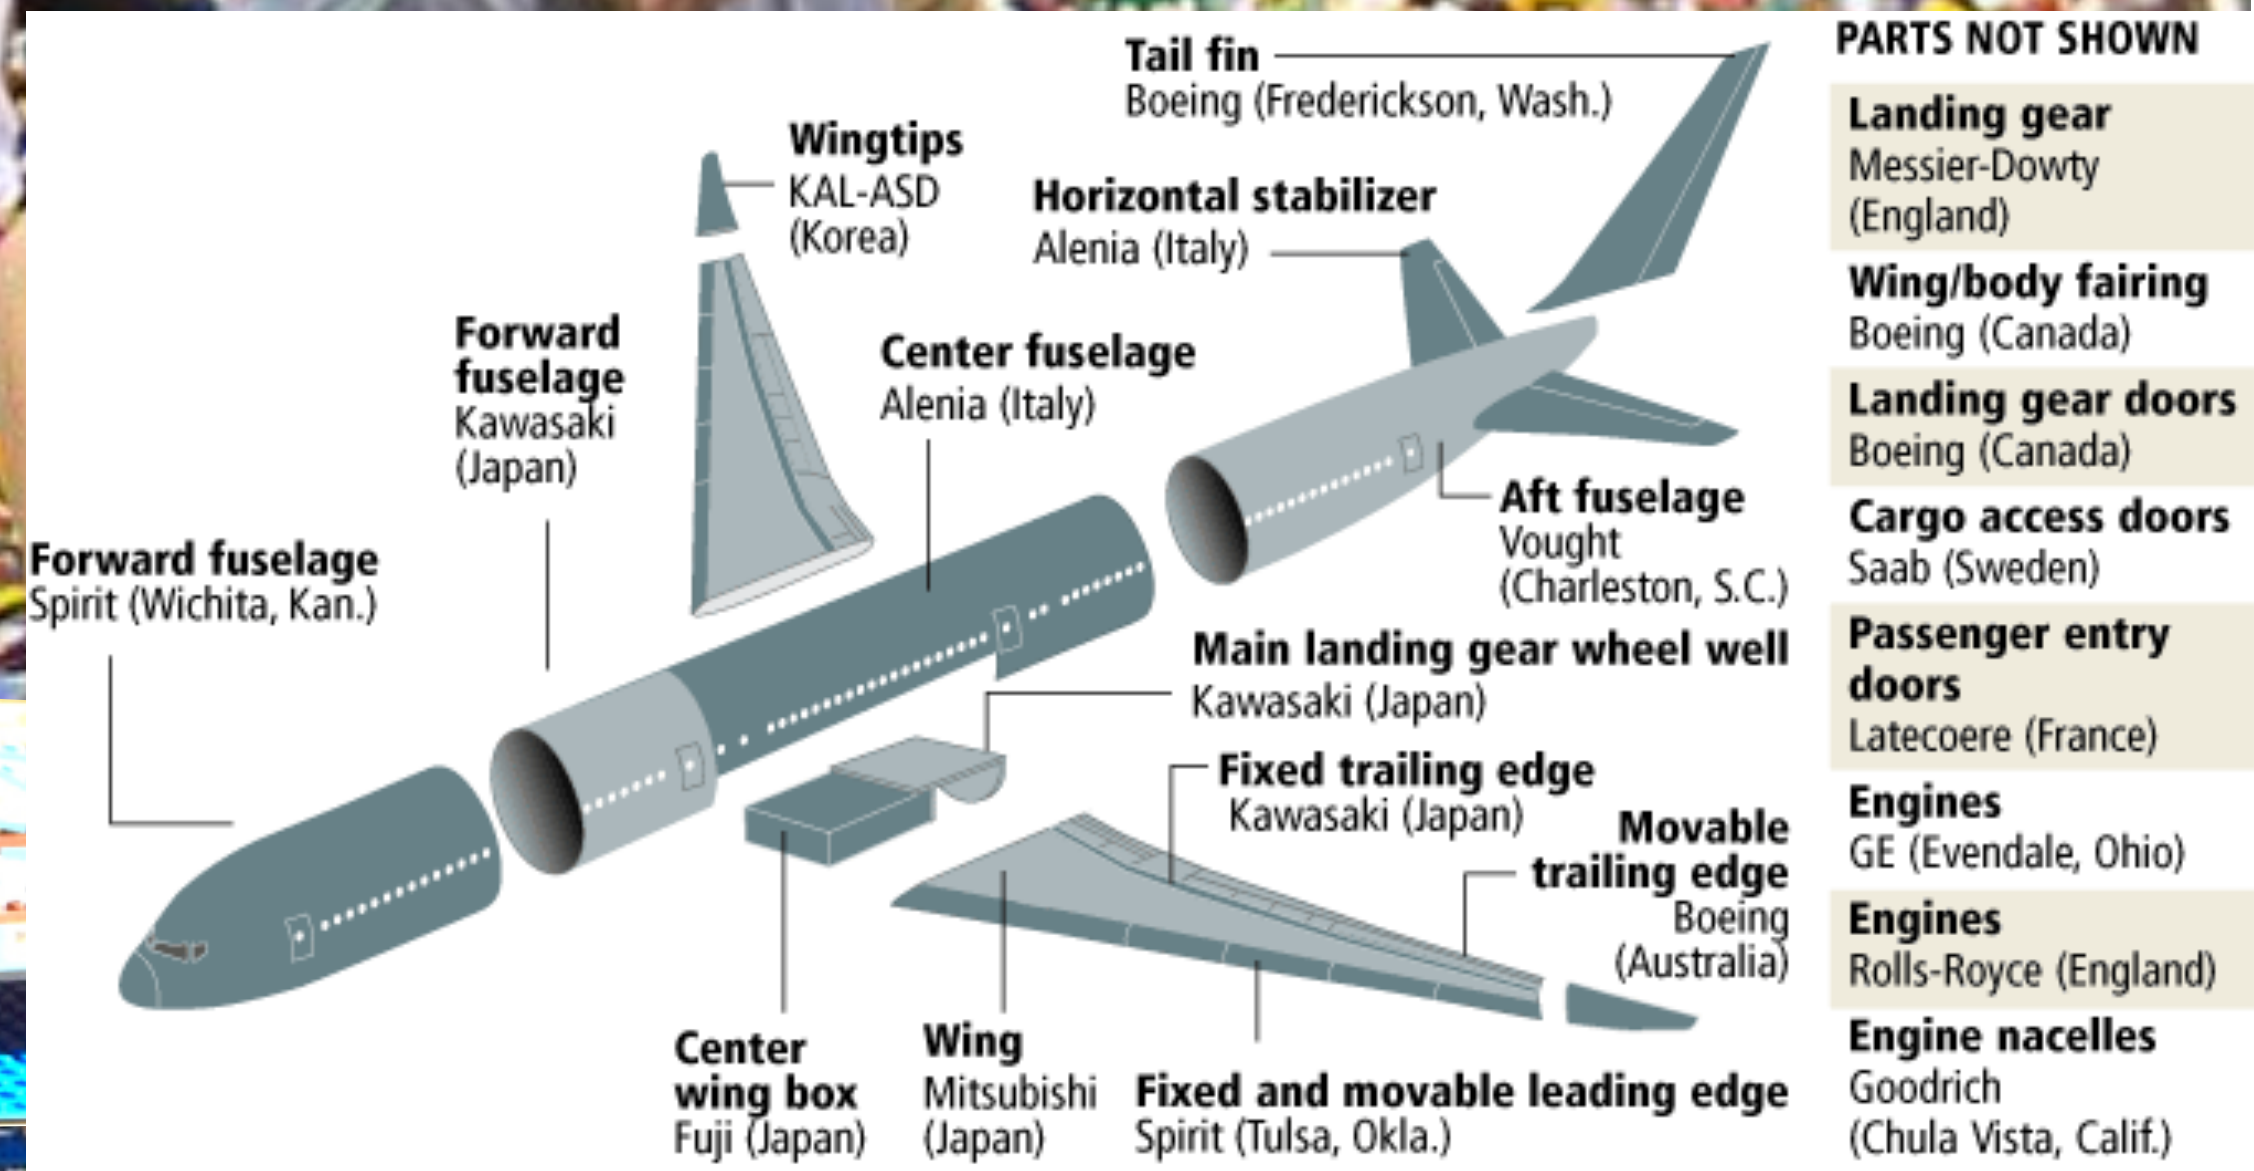 Tail fin
Boeing (Frederickson, Wash.)
Wingtips
KAL-ASD
(Korea)
Horizontal stabilizer
Alenia (Italy)
Forward
fuselage
Kawasaki
(Japan)
Center fuselage
Alenia (Italy)
Forward fuselage
Spirit (Wichita, Kan.)
Aft fuselage
Vought
(Charleston, S.C.)
Main landing gear wheel well
Kawasaki (Japan)
Fixed trailing edge
Kawasaki (Japan)
Movable
trailing edge
Boeing
(Australia)
Center
wing box
Fuji (Japan)
Wing
Mitsubishi
(Japan)
Fixed and movable leading edge
Spirit (Tulsa, Okla.)
PARTS NOT SHOWN
Landing gear
Messier-Dowty
(England)
Wing/body fairing
Boeing (Canada)
Landing gear doors
Boeing (Canada)
Cargo access doors
Saab (Sweden)
Passenger entry
doors
Latecoere (France)
Engines
GE (Evendale, Ohio)
Engines
Rolls-Royce (England)
Engine nacelles
Goodrich
(Chula Vista, Calif.)